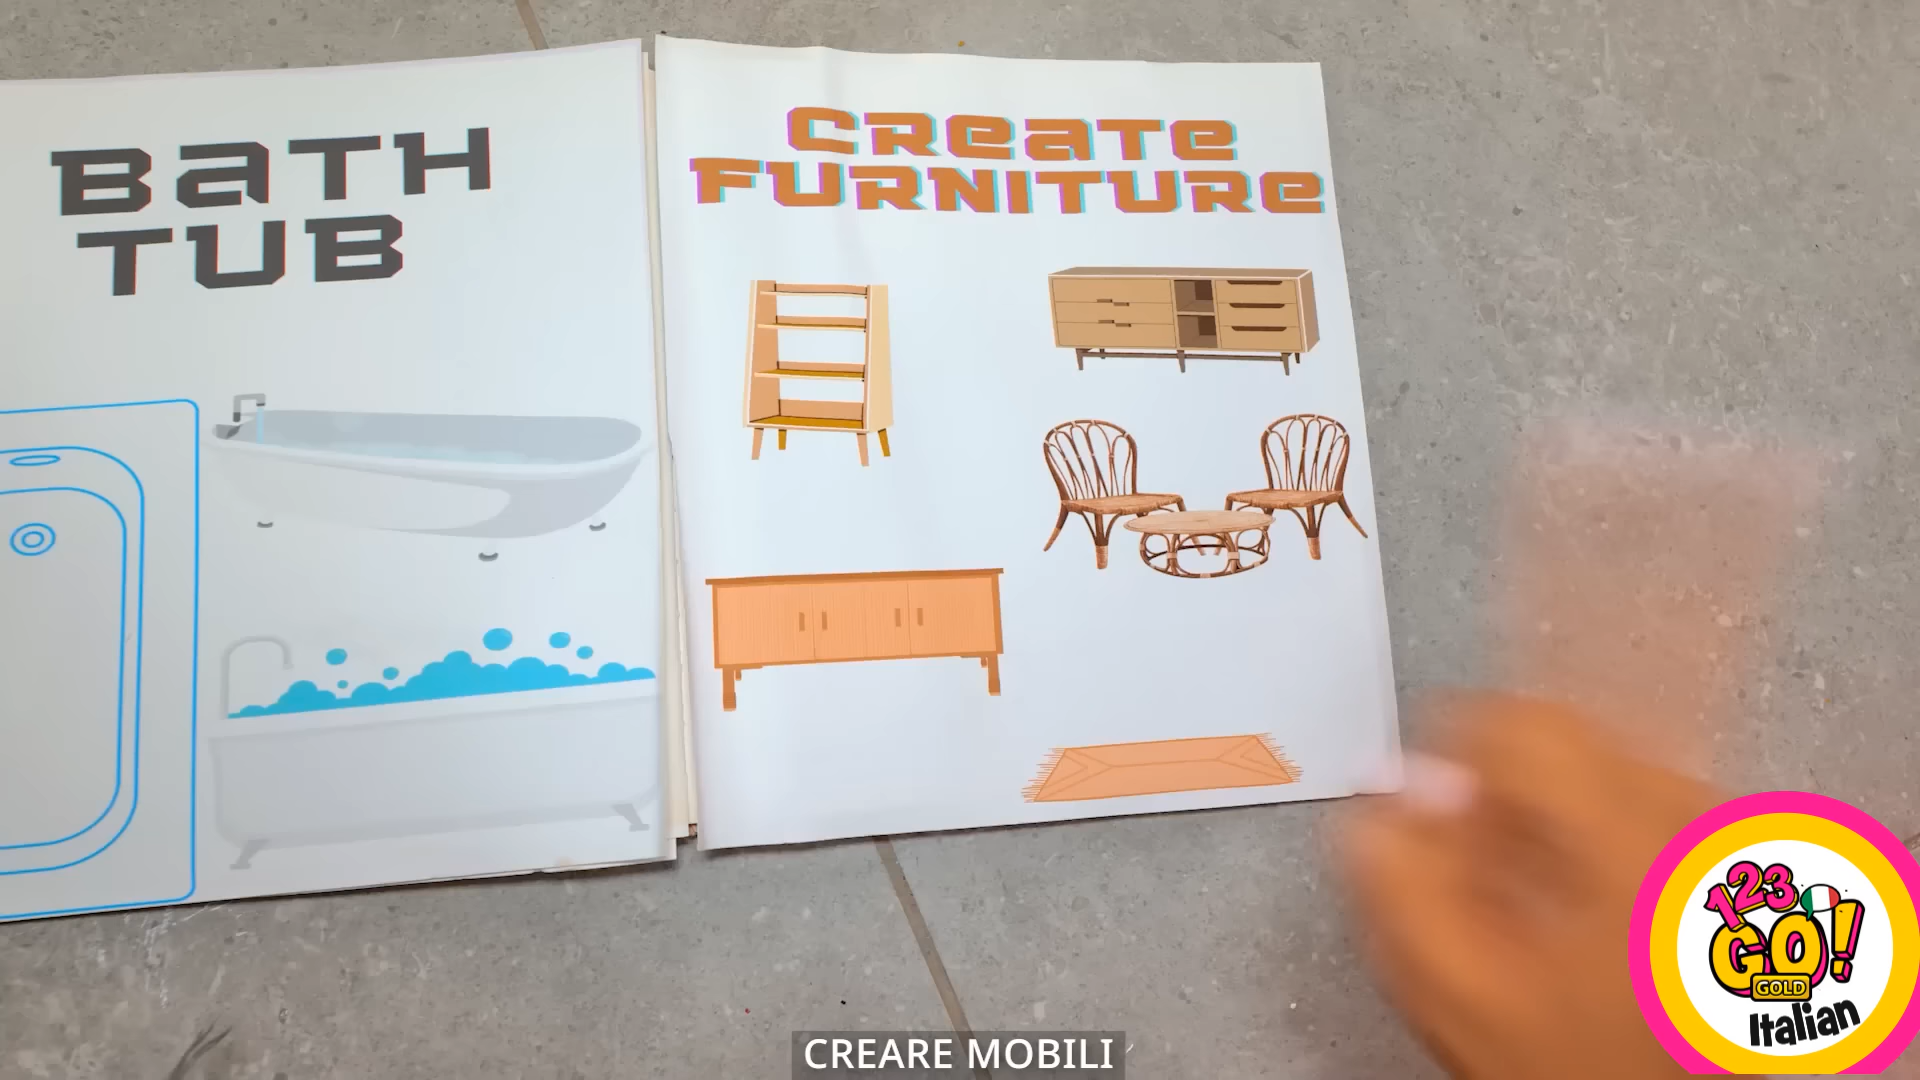 BaTH
TUB
CReaTe
FURNITURe
123
GO!
GOLD
Italian
CREARE MOBILI